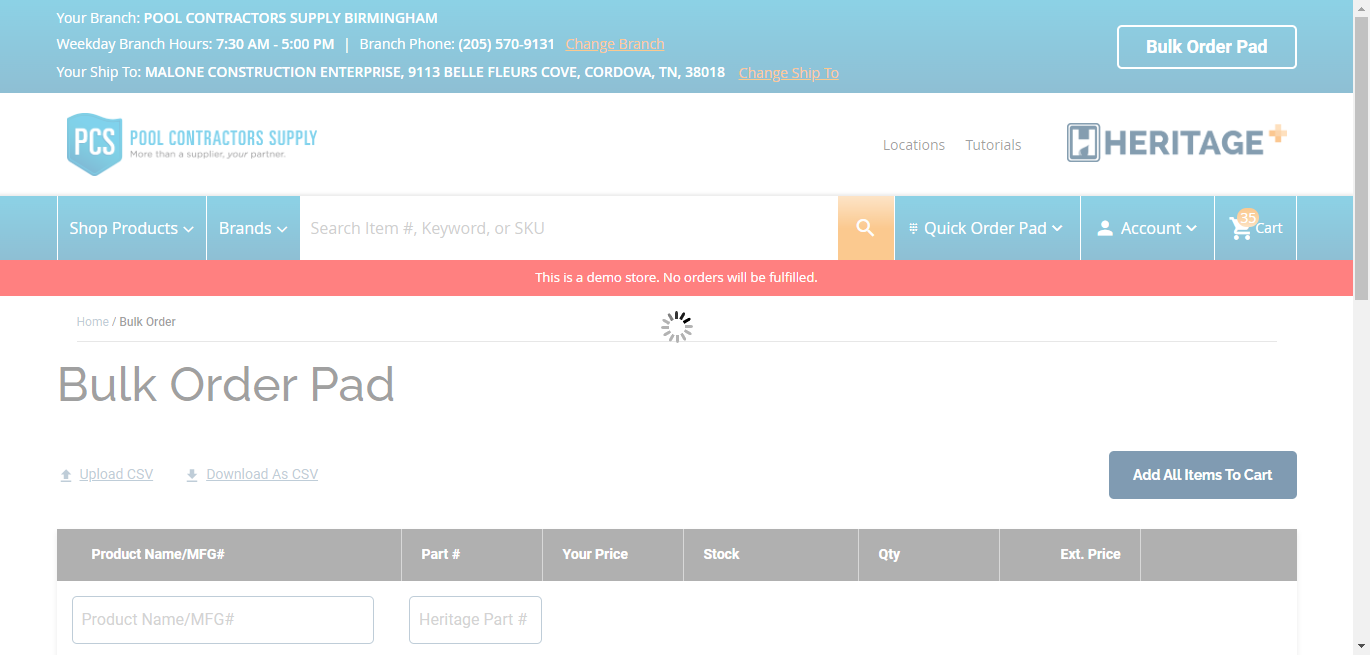 Your Branch: POOL CONTRACTORS SUPPLY BIRMINGHAM
Weekday Branch Hours: 7:30 AM - 5:00 PM | Branch Phone: (205) 570-9131 Change Branch
Your Ship To: MALONE CONSTRUCTION ENTERPRISE, 9113 BELLE FLEURS COVE, CORDOVA, TN, 38018 Change Ship To
Bulk Order Pad
PCS POOL CONTRACTORS SUPPLY
More than a supplier, your partner.
Locations Tutorials
HERITAGE+
Shop Products Brands Search Item #, Keyword, or SKU Quick Order Pad Account 35 Cart
This is a demo store. No orders will be fulfilled.
Home / Bulk Order
Bulk Order Pad
Upload CSV Download As CSV Add All Items To Cart
Product Name/MFG# Part # Your Price Stock Qty Ext. Price
Product Name/MFG# Heritage Part #